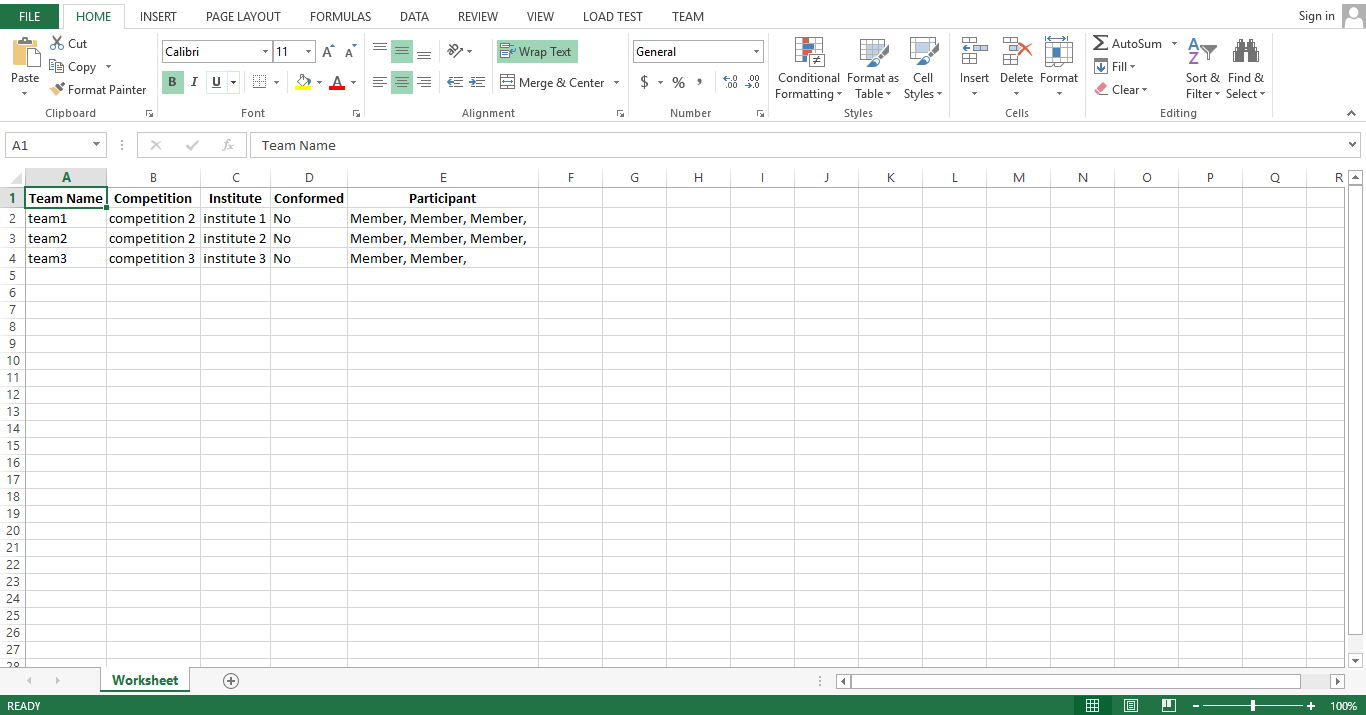 FILE HOME INSERT PAGE LAYOUT FORMULAS DATA REVIEW VIEW LOAD TEST TEAM Sign in
Paste
Cut
Copy
Format Painter
Clipboard
Calibri 11 A A
B I U A
Font
Wrap Text
Merge & Center
Alignment
General
$ % , .0 .00 .00 .0
Number
Conditional Formatting
Format as Table
Cell Styles
Styles
Insert Delete Format
Cells
AutoSum
Fill
Clear
Sort & Filter
Find & Select
Editing
A1 fx Team Name
A B C D E F G H I J K L M N O P Q R
1 Team Name Competition Institute Conformed Participant
2 team1 competition 2 institute 1 No Member, Member, Member,
3 team2 competition 2 institute 2 No Member, Member, Member,
4 team3 competition 3 institute 3 No Member, Member,
5
6
7
8
9
10
11
12
13
14
15
16
17
18
19
20
21
22
23
24
25
26
27
28
Worksheet
READY 100%